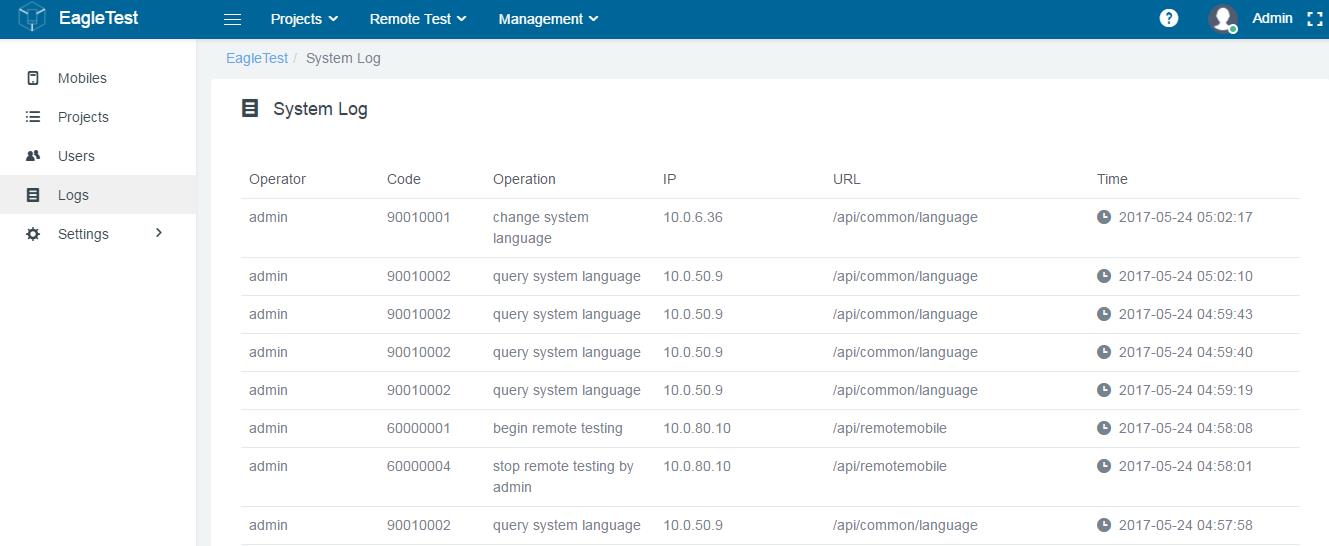 EagleTest Projects Remote Test Management Admin
EagleTest / System Log
Mobiles
Projects
Users
Logs
Settings
System Log
Operator Code Operation IP URL Time
admin 90010001 change system 10.0.6.36 /api/common/language 2017-05-24 05:02:17
language
admin 90010002 query system language 10.0.50.9 /api/common/language 2017-05-24 05:02:10
admin 90010002 query system language 10.0.50.9 /api/common/language 2017-05-24 04:59:43
admin 90010002 query system language 10.0.50.9 /api/common/language 2017-05-24 04:59:40
admin 90010002 query system language 10.0.50.9 /api/common/language 2017-05-24 04:59:19
admin 60000001 begin remote testing 10.0.80.10 /api/remotemobile 2017-05-24 04:58:08
admin 60000004 stop remote testing by 10.0.80.10 /api/remotemobile 2017-05-24 04:58:01
admin
admin 90010002 query system language 10.0.50.9 /api/common/language 2017-05-24 04:57:58